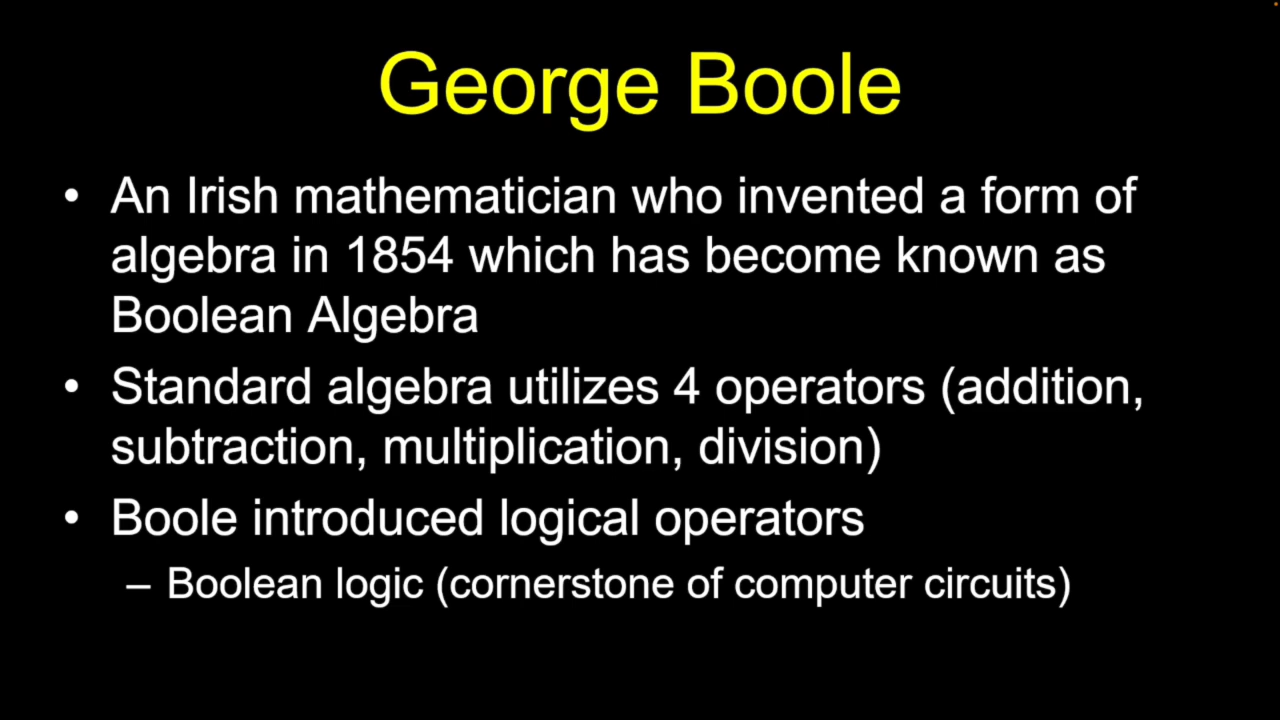 George Boole
• An Irish mathematician who invented a form of
algebra in 1854 which has become known as
Boolean Algebra
• Standard algebra utilizes 4 operators (addition,
subtraction, multiplication, division)
• Boole introduced logical operators
– Boolean logic (cornerstone of computer circuits)